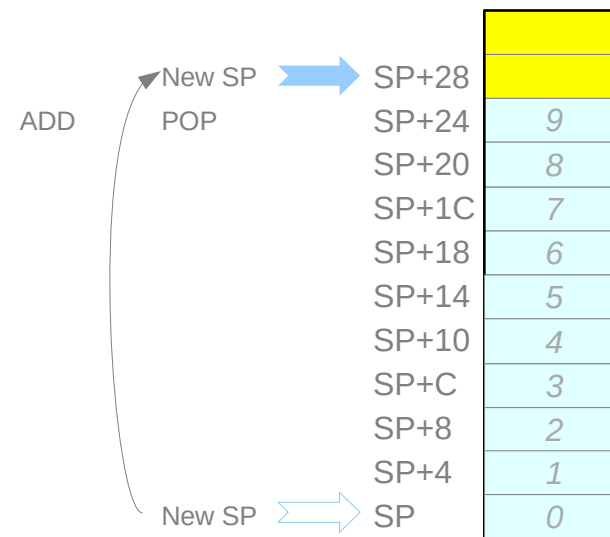 New SP SP+28
ADD POP SP+24 9
SP+20 8
SP+1C 7
SP+18 6
SP+14 5
SP+10 4
SP+C 3
SP+8 2
SP+4 1
New SP SP 0